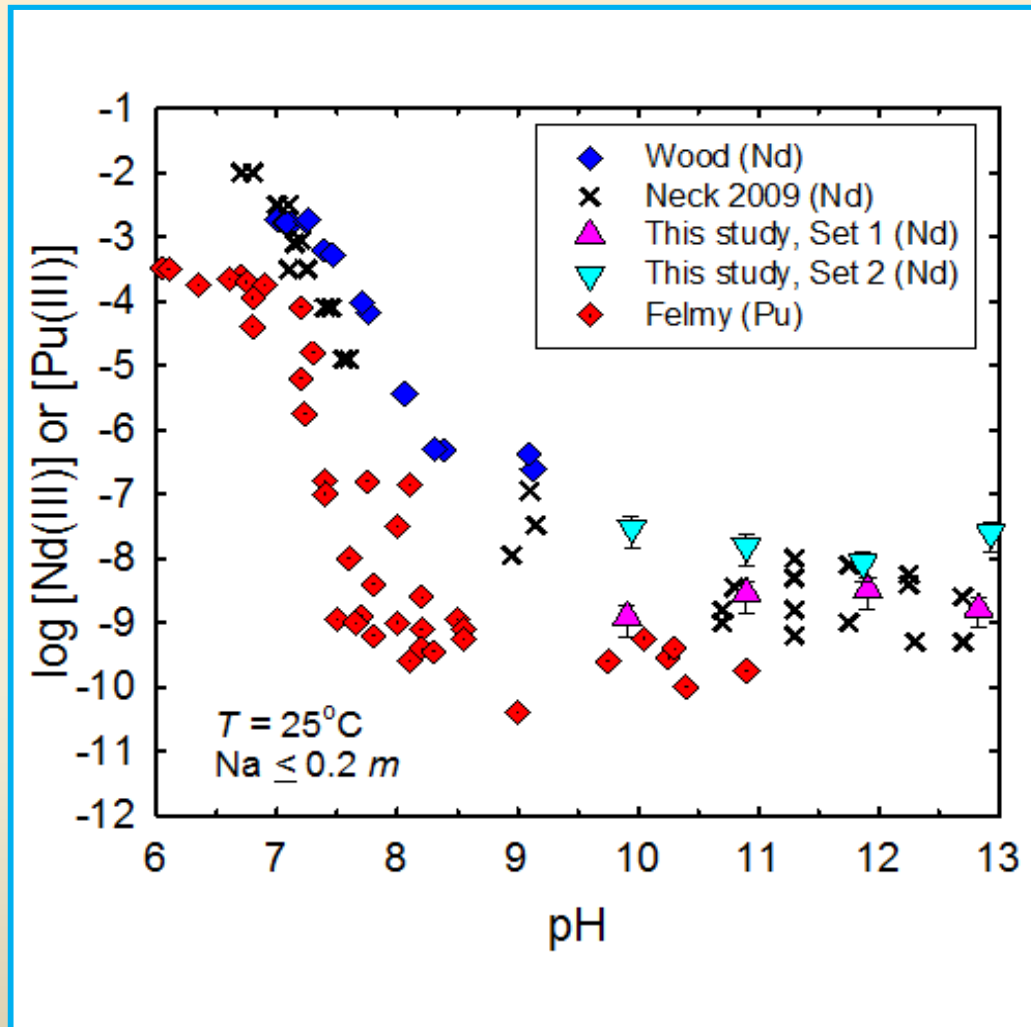 log [Nd(III)] or [Pu(III)]
-1
-2
-3
-4
-5
-6
-7
-8
-9
-10
-11
-12
Wood (Nd)
Neck 2009 (Nd)
This study, Set 1 (Nd)
This study, Set 2 (Nd)
Felmy (Pu)
T = 25°C
Na ≤ 0.2 m
6 7 8 9 10 11 12 13
pH